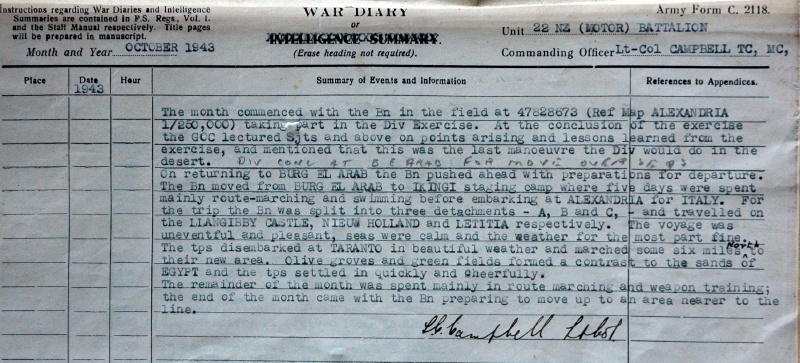 Instructions regarding War Diaries and Intelligence
Summaries are contained in F.S. Regs., Vol. I.
and the Staff Manual respectively. Title pages
will be prepared in manuscript.
Month and Year OCTOBER 1943
WAR DIARY
or
INTELLIGENCE SUMMARY.
(Erase heading not required).
Army Form C. 2118.
Unit 22 NZ (MOTOR) BATTALION
Commanding Officer Lt-Col CAMPBELL TC, MC,
Place Date Hour Summary of Events and Information References to Appendices.
1943
The month commenced with the Bn in the field at 47828673 (Ref Map ALEXANDRIA
1/250,000) taking part in the Div Exercise. At the conclusion of the exercise
the GOC lectured Sjts and above on points arising and lessons learned from the
exercise, and mentioned that this was the last manoeuvre the Div would do in the
desert. DIV CONC AT B E ARAB FOR MOVE OVERSEAS
On returning to BURG EL ARAB the Bn pushed ahead with preparations for departure.
The Bn moved from BURG EL ARAB to IKINGI staging camp where five days were spent
mainly route-marching and swimming before embarking at ALEXANDRIA for ITALY. For
the trip the Bn was split into three detachments - A, B and C, - and travelled on
the LLANGIBBY CASTLE, NIEUW HOLLAND and LETITIA respectively. The voyage was
uneventful and pleasant, seas were calm and the weather for the most part fine.
The tps disembarked at TARANTO in beautiful weather and marched some six miles North to
their new area. Olive groves and green fields formed a contrast to the sands of
EGYPT and the tps settled in quickly and cheerfully.
The remainder of the month was spent mainly in route marching and weapon training;
the end of the month came with the Bn preparing to move up to an area nearer to the
line.
T.C. Campbell Lt Col.